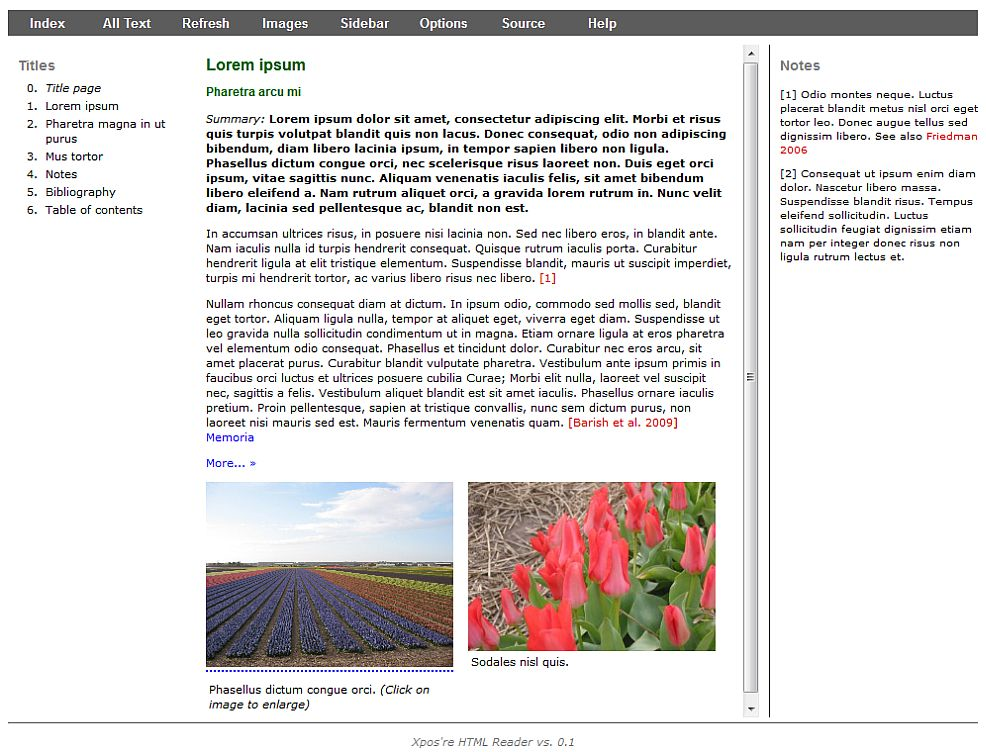 Index All Text Refresh Images Sidebar Options Source Help
Titles
0. Title page
1. Lorem ipsum
2. Pharetra magna in ut
purus
3. Mus tortor
4. Notes
5. Bibliography
6. Table of contents
Lorem ipsum
Pharetra arcu mi
Summary: Lorem ipsum dolor sit amet, consectetur adipiscing elit. Morbi et risus
quis turpis volutpat blandit quis non lacus. Donec consequat, odio non adipiscing
bibendum, diam libero lacinia ipsum, in tempor sapien libero non ligula.
Phasellus dictum congue orci, nec scelerisque risus laoreet non. Duis eget orci
ipsum, vitae sagittis nunc. Aliquam venenatis iaculis felis, sit amet bibendum
libero eleifend a. Nam rutrum aliquet orci, a gravida lorem rutrum in. Nunc velit
diam, lacinia sed pellentesque ac, blandit non est.
In accumsan ultrices risus, in posuere nisi lacinia non. Sed nec libero eros, in blandit ante.
Nam iaculis nulla id turpis hendrerit consequat. Quisque rutrum iaculis porta. Curabitur
hendrerit ligula at elit tristique elementum. Suspendisse blandit, mauris ut suscipit imperdiet,
turpis mi hendrerit tortor, ac varius libero risus nec libero. [1]
Nullam rhoncus consequat diam at dictum. In ipsum odio, commodo sed mollis sed, blandit
eget tortor. Aliquam ligula nulla, tempor at aliquet eget, viverra eget diam. Suspendisse ut
leo gravida nulla sollicitudin condimentum ut in magna. Etiam ornare ligula at eros pharetra
vel elementum odio consequat. Phasellus et tincidunt dolor. Curabitur nec eros arcu, sit
amet placerat purus. Curabitur blandit vulputate pharetra. Vestibulum ante ipsum primis in
faucibus orci luctus et ultrices posuere cubilia Curae; Morbi elit nulla, laoreet vel suscipit
nec, sagittis a felis. Vestibulum aliquet blandit est sit amet iaculis. Phasellus ornare iaculis
pretium. Proin pellentesque, sapien at tristique convallis, nunc sem dictum purus, non
laoreet nisi mauris sed est. Mauris fermentum venenatis quam. [Barish et al. 2009]
Memoria
More... »
Phasellus dictum congue orci. (Click on
image to enlarge)
Sodales nisl quis.
Notes
[1] Odio montes neque. Luctus
placerat blandit metus nisl orci eget
tortor leo. Donec augue tellus sed
dignissim libero. See also Friedman
2006
[2] Consequat ut ipsum enim diam
dolor. Nascetur libero massa.
Suspendisse blandit risus. Tempus
eleifend sollicitudin. Luctus
sollicitudin feugiat dignissim etiam
nam per integer donec risus non
ligula rutrum lectus et.
Xpos're HTML Reader vs. 0.1